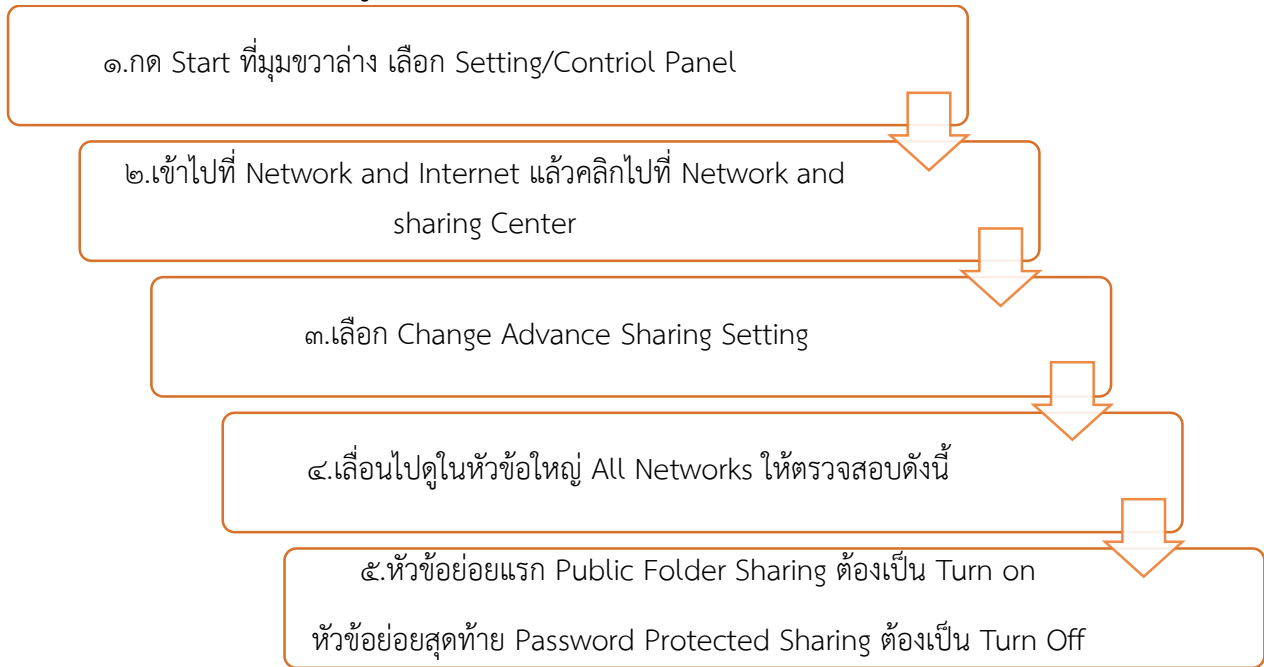 ๑.กด Start ที่มุมขวาล่าง เลือก Setting/Contriol Panel
๒.เข้าไปที่ Network and Internet แล้วคลิกไปที่ Network and
sharing Center
๓.เลือก Change Advance Sharing Setting
๔.เลื่อนไปดูในหัวข้อใหญ่ All Networks ให้ตรวจสอบดังนี้
๕.หัวข้อย่อยแรก Public Folder Sharing ต้องเป็น Turn on
หัวข้อย่อยสุดท้าย Password Protected Sharing ต้องเป็น Turn Off